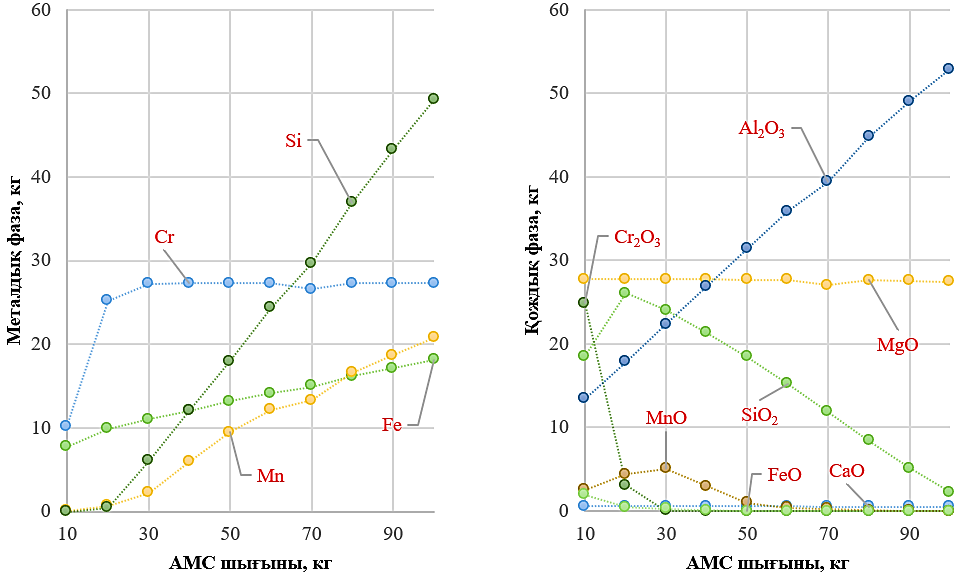 60
50
40
30
20
10
0
10 30 50 70 90
Металдық фаза, кг
АМС шығыны, кг
Si
Cr
Fe
Mn
60
50
40
30
20
10
0
10 30 50 70 90
Қождық фаза, кг
АМС шығыны, кг
Al₂O₃
Cr₂O₃
MgO
SiO₂
MnO
FeO
CaO